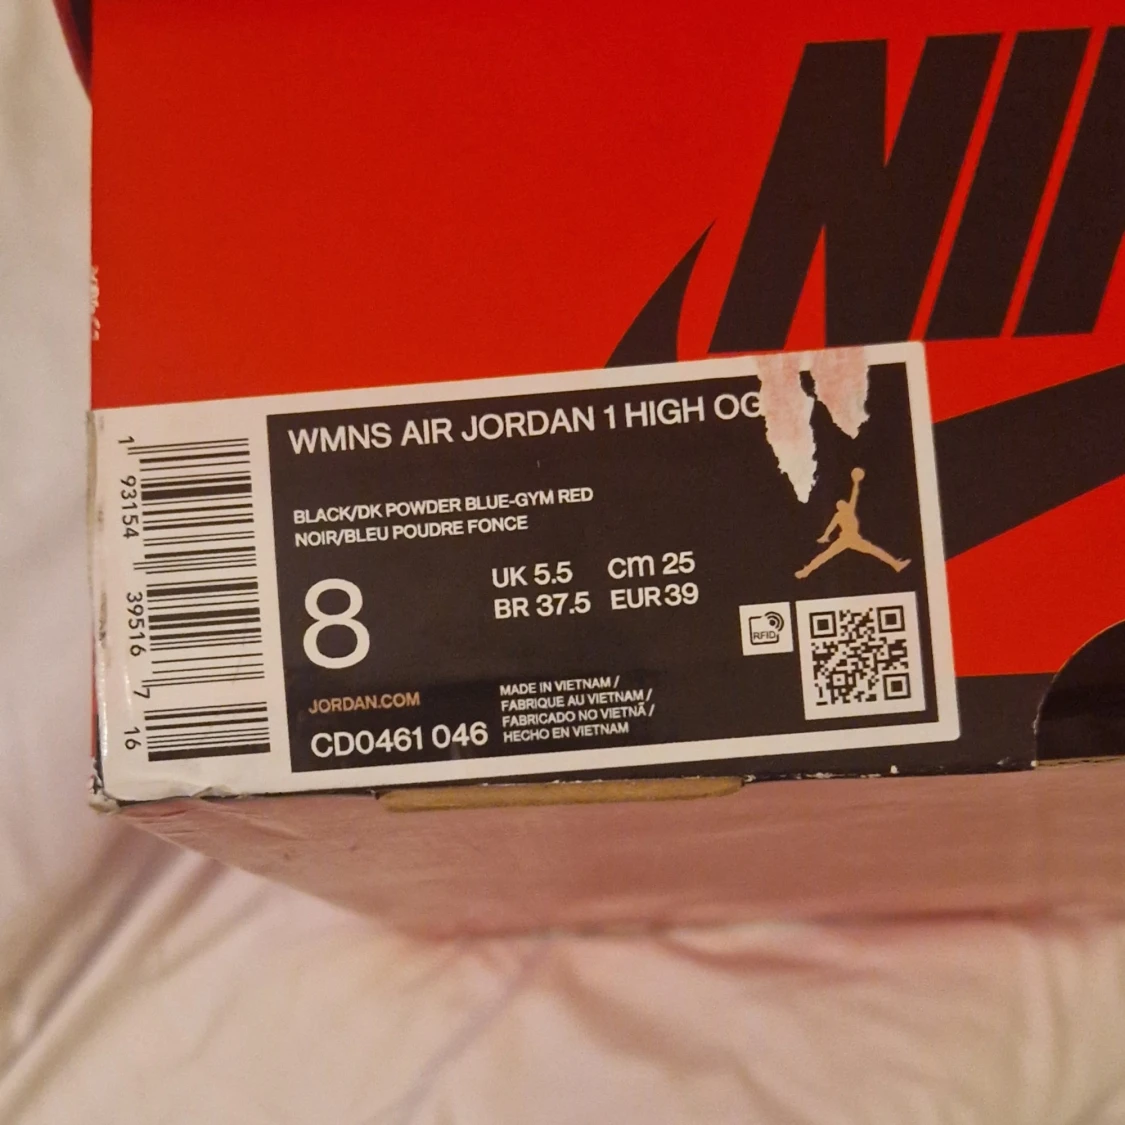 NIK
WMNS AIR JORDAN 1 HIGH OG
BLACK/DK POWDER BLUE-GYM RED
NOIR/BLEU POUDRE FONCE
8
UK 5.5 cm 25
BR 37.5 EUR 39
RFID
JORDAN.COM
CD0461 046
MADE IN VIETNAM /
FABRIQUE AU VIETNAM /
FABRICADO NO VIETNÃ /
HECHO EN VIETNAM
1 93154 39516 7 16